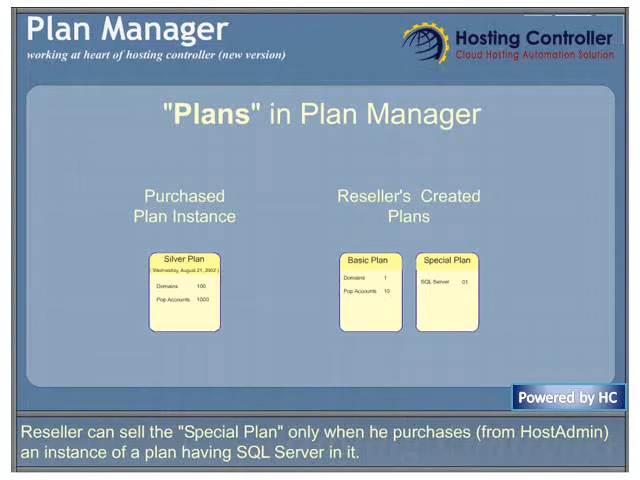 Plan Manager
working at heart of hosting controller (new version)
Hosting Controller
Cloud Hosting Automation Solution
"Plans" in Plan Manager
Purchased
Plan Instance
Reseller's Created
Plans
Silver Plan
( Wednesday, August 21, 2002 )
Domains 100
Pop Accounts 1000
Basic Plan
Domains 1
Pop Accounts 10
Special Plan
SQL Server 01
Powered by HC
Reseller can sell the "Special Plan" only when he purchases (from HostAdmin)
an instance of a plan having SQL Server in it.